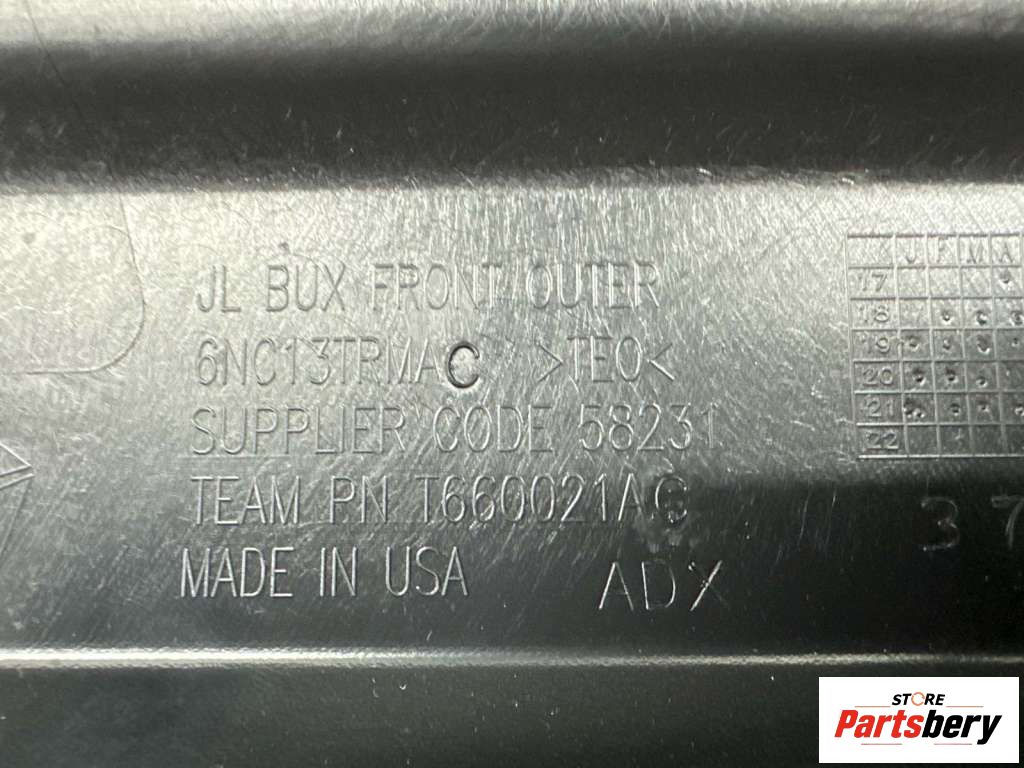 JL BUX FRONT OUTER
6NC13TRMAC >TEO<
SUPPLIER CODE 58231
TEAM PN T660021AC
MADE IN USA
ADX
J F M A
17
18
19
20
21
22
37
STORE
Partsbery